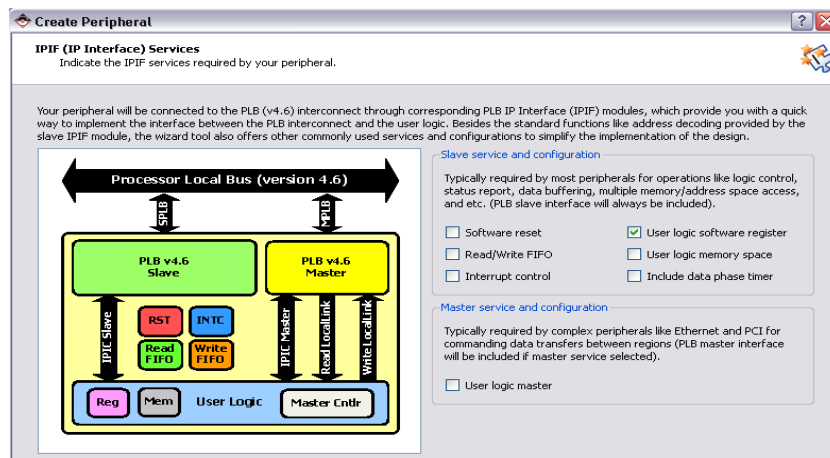 Create Peripheral
IPIF (IP Interface) Services
Indicate the IPIF services required by your peripheral.
Your peripheral will be connected to the PLB (v4.6) interconnect through corresponding PLB IP Interface (IPIF) modules, which provide you with a quick
way to implement the interface between the PLB interconnect and the user logic. Besides the standard functions like address decoding provided by the
slave IPIF module, the wizard tool also offers other commonly used services and configurations to simplify the implementation of the design.
Processor Local Bus (version 4.6)
SPLB
MPLB
PLB v4.6
Slave
PLB v4.6
Master
IPIC Slave
RST
INTC
Read
FIFO
Write
FIFO
IPIC Master
Read LocalLink
Write LocalLink
Reg
Mem
User Logic
Master Cntlr
Slave service and configuration
Typically required by most peripherals for operations like logic control,
status report, data buffering, multiple memory/address space access,
and etc. (PLB slave interface will always be included).
Software reset
User logic software register
Read/Write FIFO
User logic memory space
Interrupt control
Include data phase timer
Master service and configuration
Typically required by complex peripherals like Ethernet and PCI for
commanding data transfers between regions (PLB master interface
will be included if master service selected).
User logic master